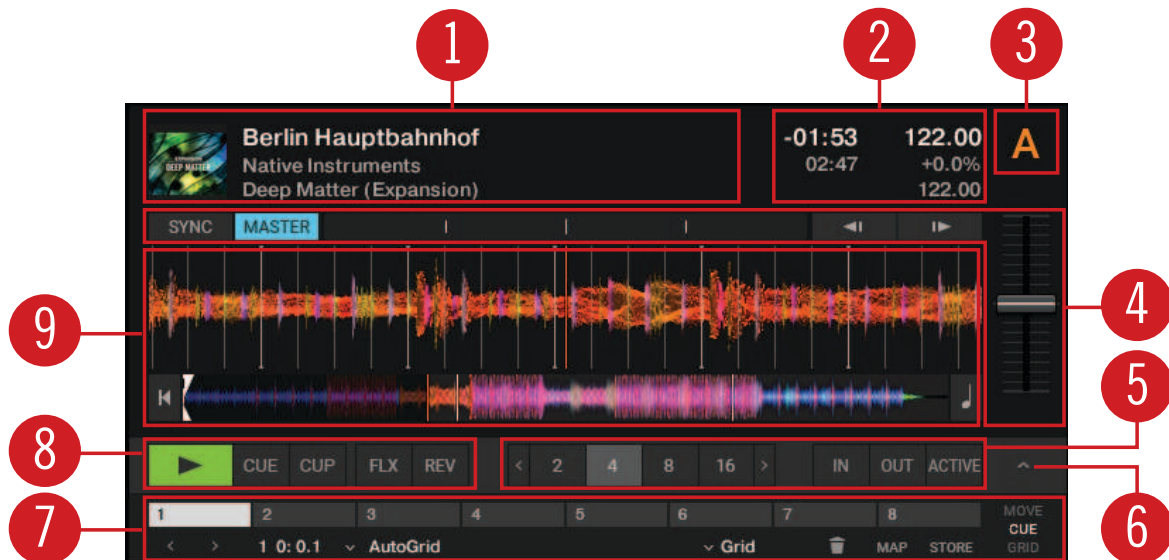 1
2
3
Berlin Hauptbahnhof
Native Instruments
Deep Matter (Expansion)
-01:53 122.00
02:47 +0.0%
122.00
A
EXPANSION
DEEP MATTER
SYNC MASTER
4
9
5
8
CUE CUP FLX REV
< 2 4 8 16 > IN OUT ACTIVE
7
1 2 3 4 5 6 7 8
< > 1 0: 0.1 AutoGrid Grid MAP STORE
MOVE
CUE
GRID
6